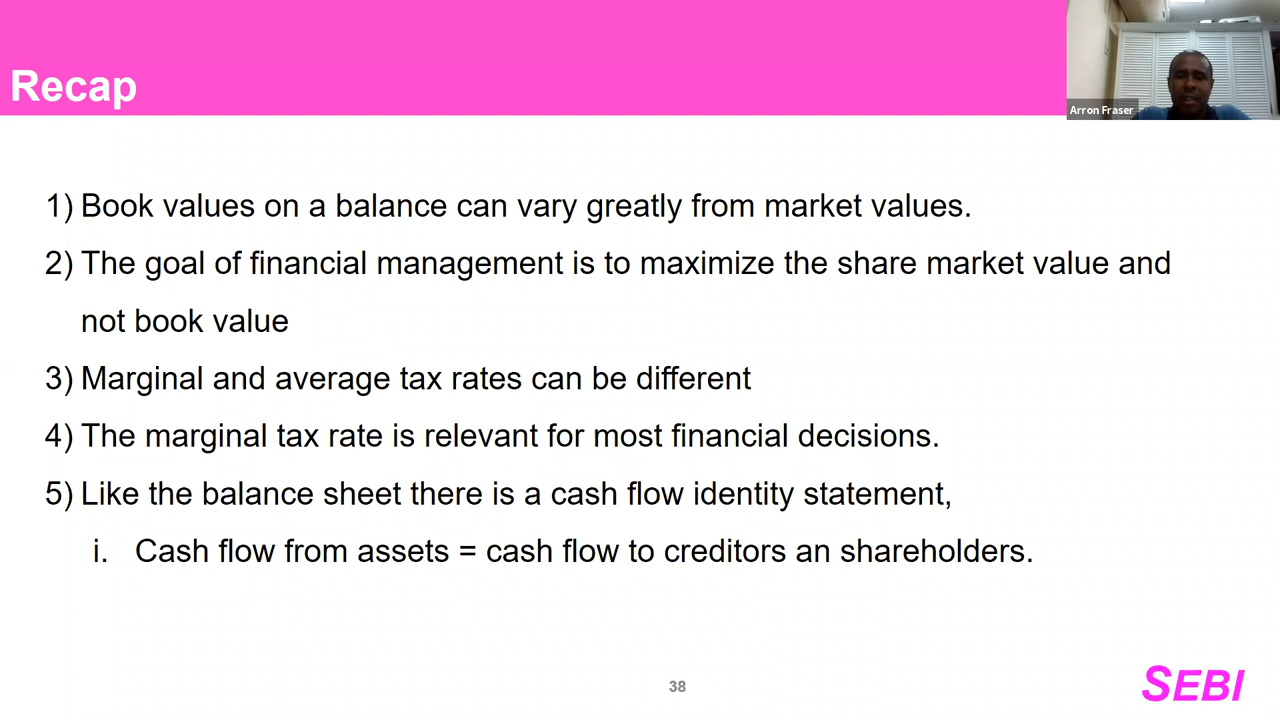 Recap
Arron Fraser
1) Book values on a balance can vary greatly from market values.
2) The goal of financial management is to maximize the share market value and
not book value
3) Marginal and average tax rates can be different
4) The marginal tax rate is relevant for most financial decisions.
5) Like the balance sheet there is a cash flow identity statement,
i. Cash flow from assets = cash flow to creditors an shareholders.
38
SEBI